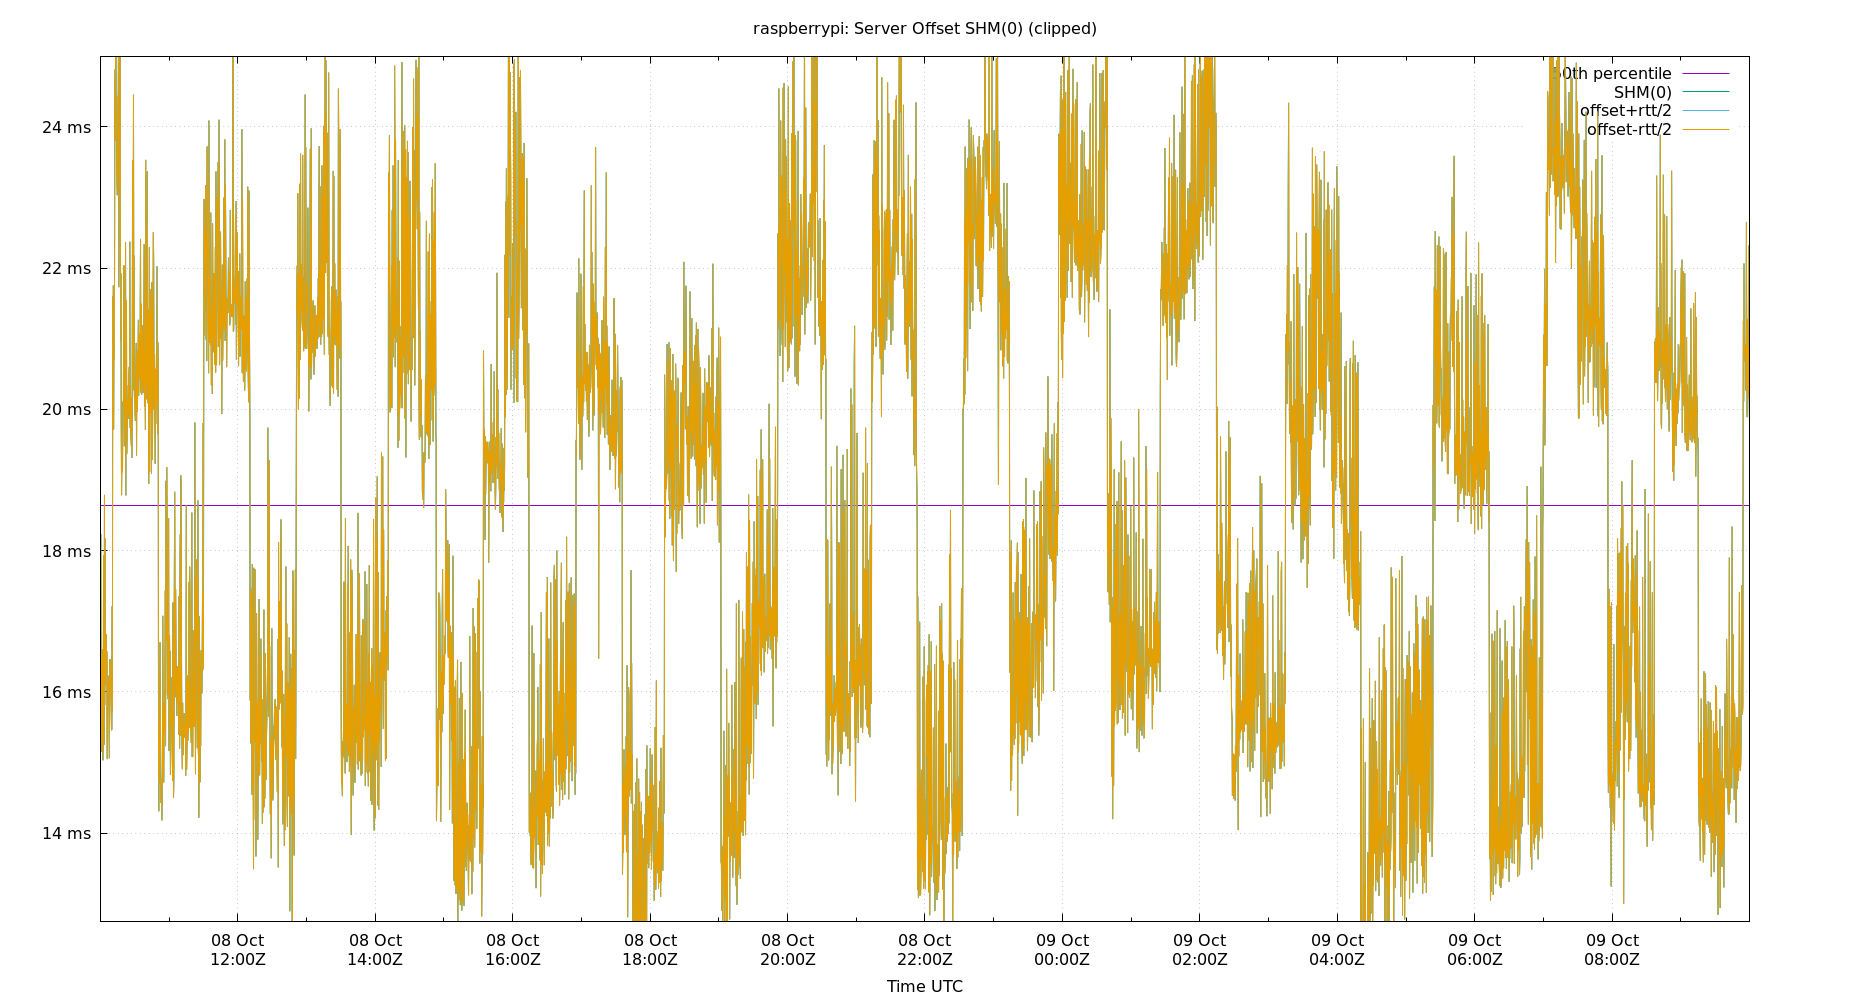 raspberrypi: Server Offset SHM(0) (clipped)
50th percentile
SHM(0)
offset+rtt/2
offset-rtt/2
24 ms
22 ms
20 ms
18 ms
16 ms
14 ms
08 Oct 08 Oct 08 Oct 08 Oct 08 Oct 08 Oct 09 Oct 09 Oct 09 Oct 09 Oct 09 Oct
12:00Z 14:00Z 16:00Z 18:00Z 20:00Z 22:00Z 00:00Z 02:00Z 04:00Z 06:00Z 08:00Z
Time UTC